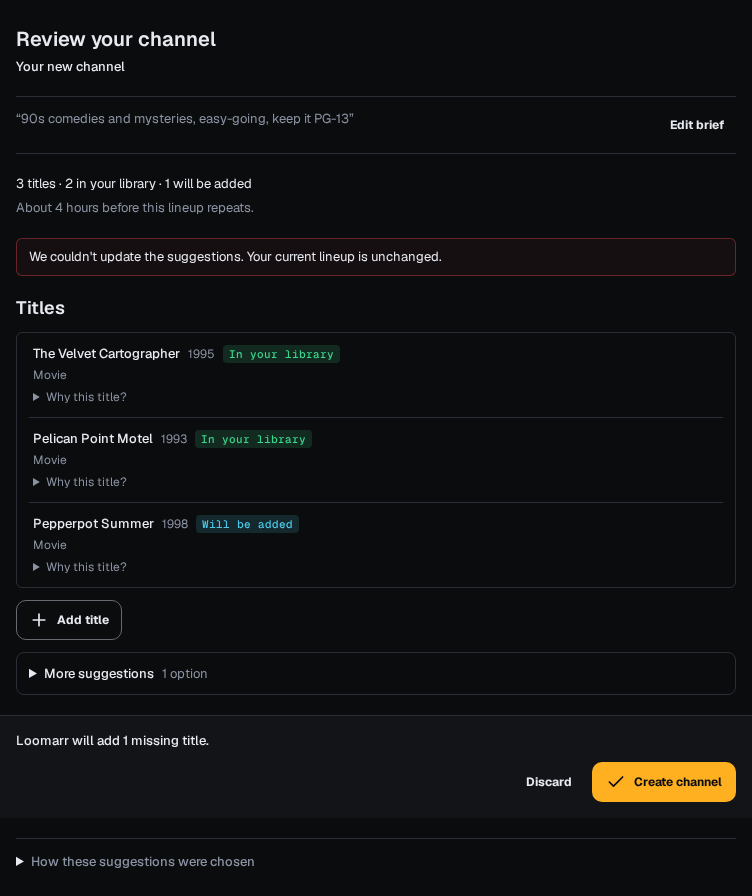 Review your channel
Your new channel
“90s comedies and mysteries, easy-going, keep it PG-13”
Edit brief
3 titles · 2 in your library · 1 will be added
About 4 hours before this lineup repeats.
We couldn't update the suggestions. Your current lineup is unchanged.
Titles
The Velvet Cartographer 1995 In your library
Movie
Why this title?
Pelican Point Motel 1993 In your library
Movie
Why this title?
Pepperpot Summer 1998 Will be added
Movie
Why this title?
Add title
More suggestions 1 option
Loomarr will add 1 missing title.
Discard Create channel
How these suggestions were chosen